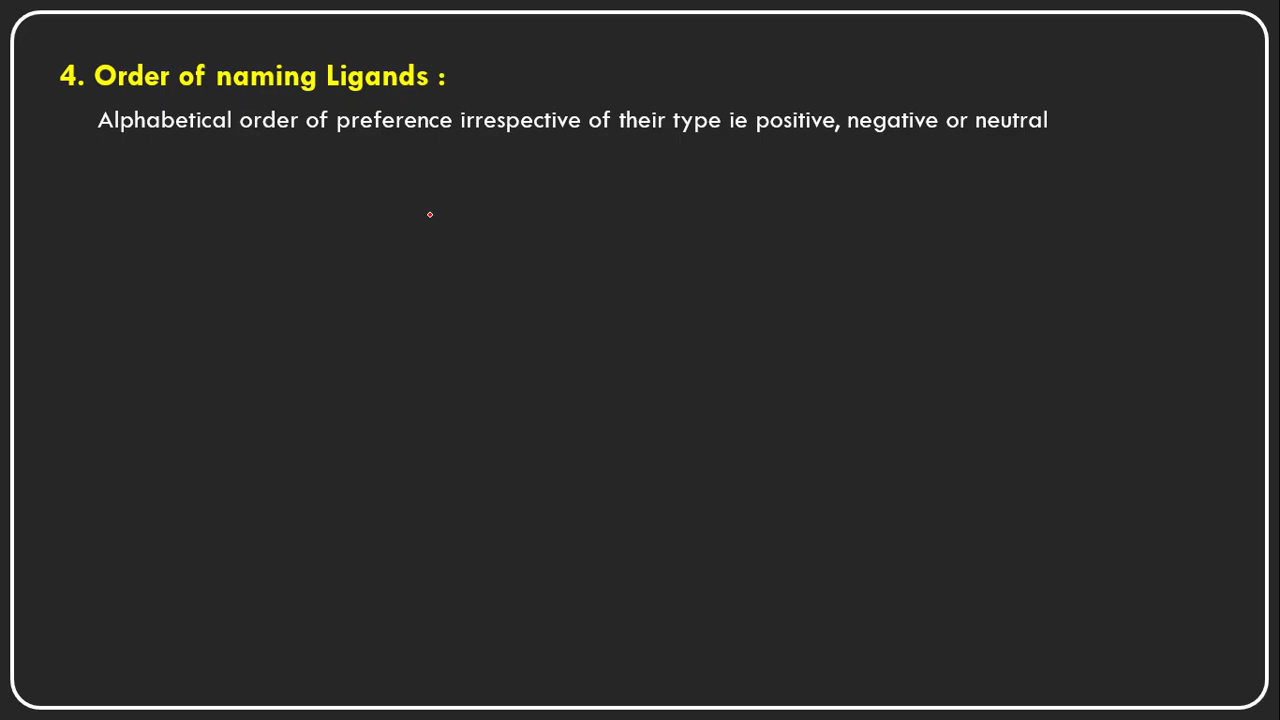 4. Order of naming Ligands :
Alphabetical order of preference irrespective of their type ie positive, negative or neutral